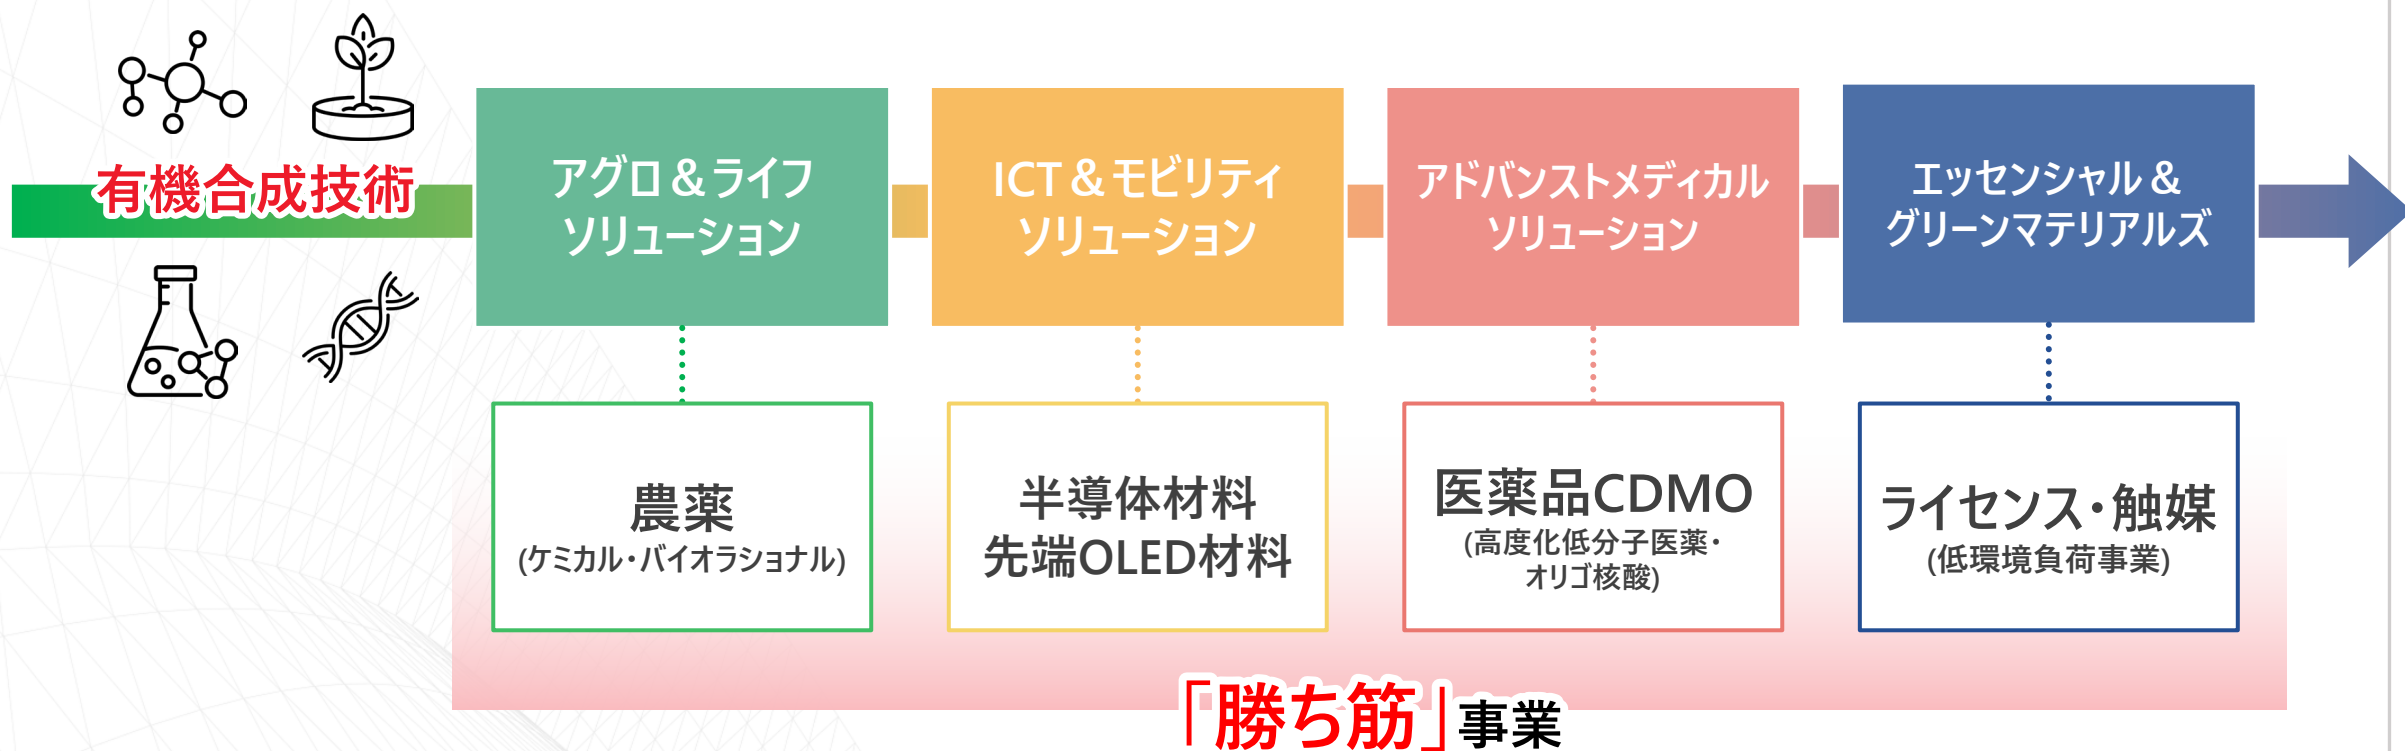 有機合成技術
アグロ＆ライフ
ソリューション
ICT＆モビリティ
ソリューション
アドバンストメディカル
ソリューション
エッセンシャル＆
グリーンマテリアルズ
農薬
(ケミカル・バイオラショナル)
半導体材料
先端OLED材料
医薬品CDMO
(高度化低分子医薬・
オリゴ核酸)
ライセンス・触媒
(低環境負荷事業)
「勝ち筋」事業